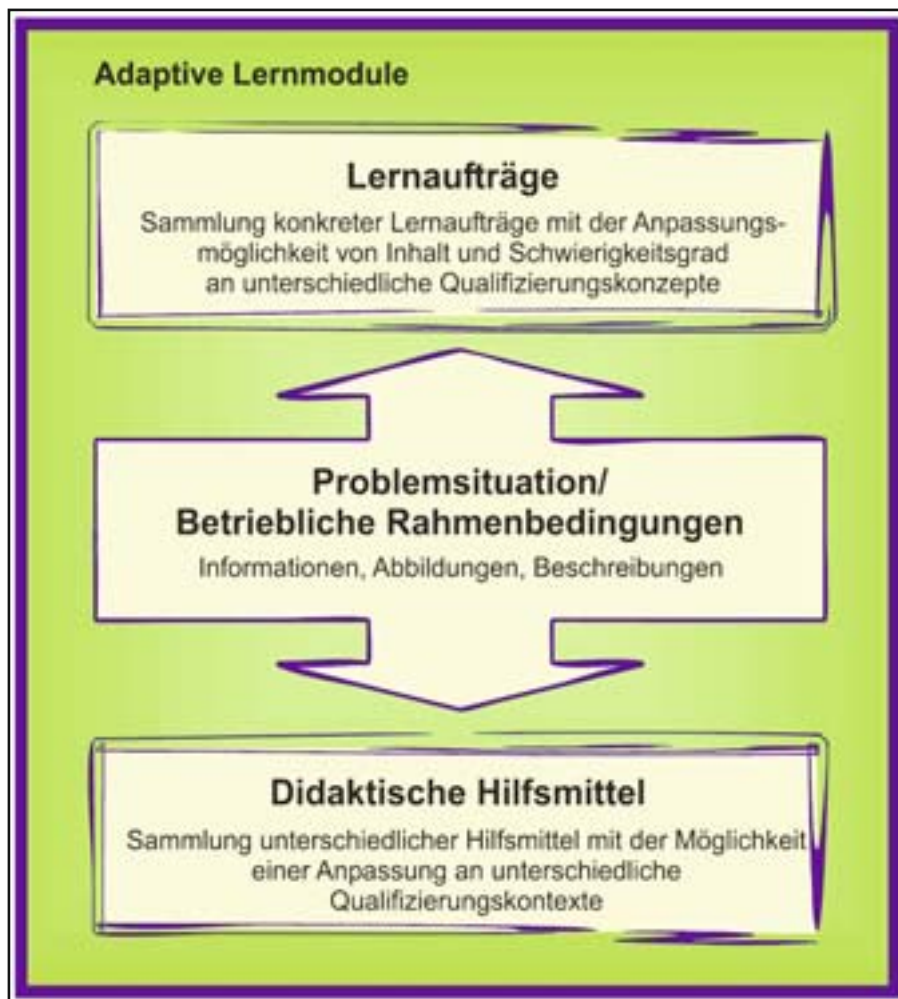 Adaptive Lernmodule
Lernaufträge
Sammlung konkreter Lernaufträge mit der Anpassungs-
möglichkeit von Inhalt und Schwierigkeitsgrad
an unterschiedliche Qualifizierungskonzepte
Problemsituation/
Betriebliche Rahmenbedingungen
Informationen, Abbildungen, Beschreibungen
Didaktische Hilfsmittel
Sammlung unterschiedlicher Hilfsmittel mit der Möglichkeit
einer Anpassung an unterschiedliche
Qualifizierungskontexte